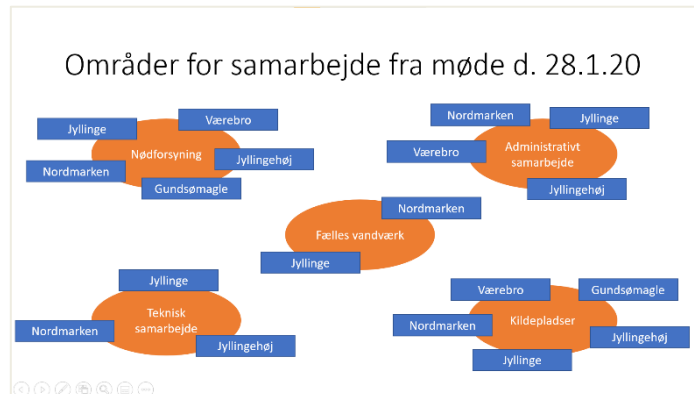 Områder for samarbejde fra møde d. 28.1.20
Værebro
Jyllinge
Nødforsyning
Jyllingehøj
Nordmarken
Gundsømagle
Nordmarken
Jyllinge
Administrativt
samarbejde
Værebro
Jyllingehøj
Nordmarken
Fælles vandværk
Jyllinge
Jyllinge
Teknisk
samarbejde
Nordmarken
Jyllingehøj
Værebro
Gundsømagle
Nordmarken
Kildepladser
Jyllingehøj
Jyllinge